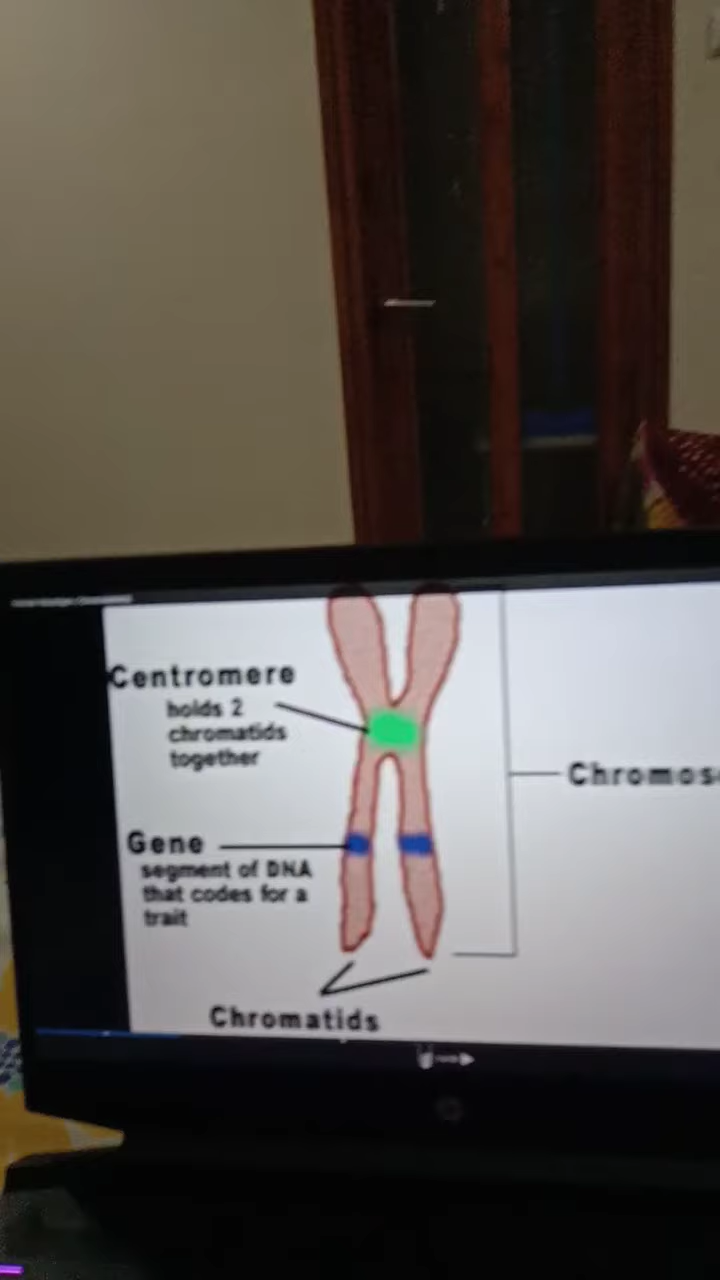 Centromere
holds 2
chromatids
together
Chromos
Gene
segment of DNA
that codes for a
trait
Chromatids